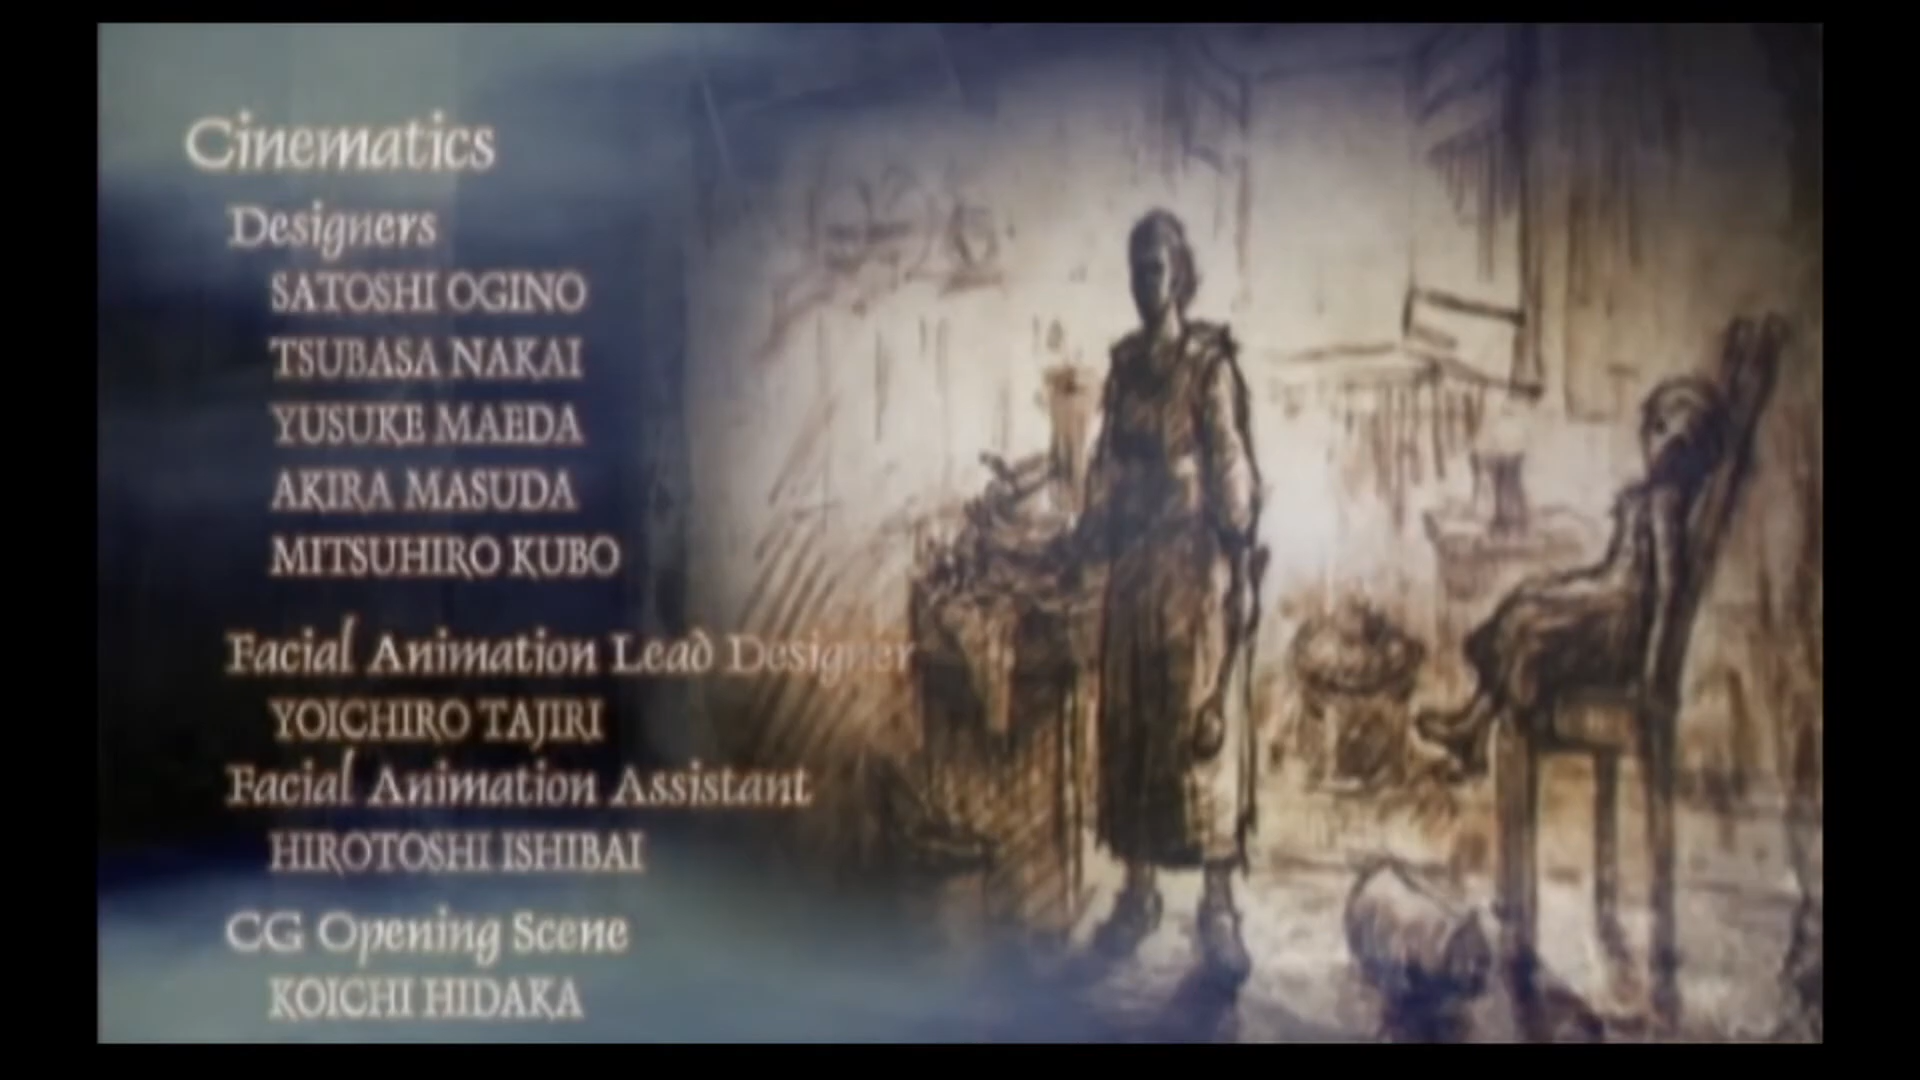 Cinematics
Designers
SATOSHI OGINO
TSUBASA NAKAI
YUSUKE MAEDA
AKIRA MASUDA
MITSUHIRO KUBO
Facial Animation Lead Designer
YOICHIRO TAJIRI
Facial Animation Assistant
HIROTOSHI ISHIBAI
CG Opening Scene
KOICHI HIDAKA